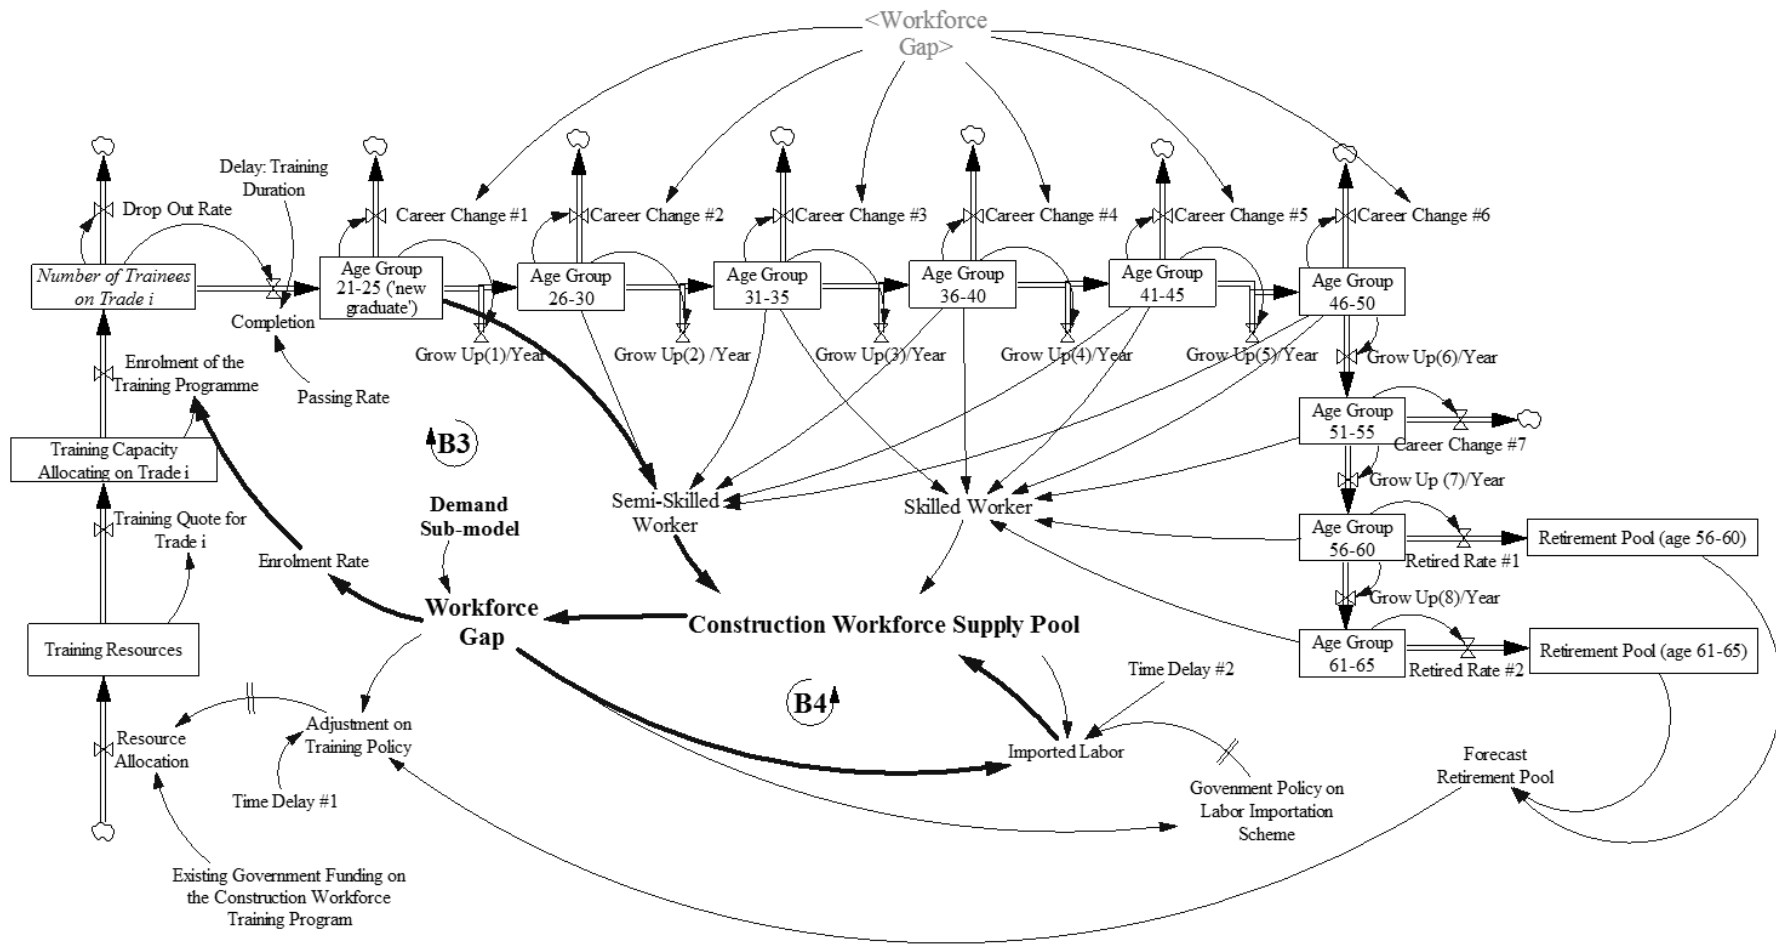 <Workforce
Gap>
Delay: Training
Duration
Drop Out Rate
Career Change #1
Career Change #2
Career Change #3
Career Change #4
Career Change #5
Career Change #6
Number of Trainees
on Trade i
Age Group
21-25 ('new
graduate')
Age Group
26-30
Age Group
31-35
Age Group
36-40
Age Group
41-45
Age Group
46-50
Completion
Grow Up(1)/Year
Grow Up(2) /Year
Grow Up(3)/Year
Grow Up(4)/Year
Grow Up(5)/Year
Grow Up(6)/Year
Enrolment of the
Training Programme
Passing Rate
Age Group
51-55
Career Change #7
B3
Training Capacity
Allocating on Trade i
Grow Up (7)/Year
Demand
Sub-model
Semi-Skilled
Worker
Skilled Worker
Training Quote for
Trade i
Age Group
56-60
Retired Rate #1
Retirement Pool (age 56-60)
Enrolment Rate
Grow Up(8)/Year
Workforce
Gap
Construction Workforce Supply Pool
Training Resources
Age Group
61-65
Retired Rate #2
Retirement Pool (age 61-65)
Time Delay #2
B4
Adjustment on
Training Policy
Resource
Allocation
Imported Labor
Forecast
Retirement Pool
Time Delay #1
Govenment Policy on
Labor Importation
Scheme
Existing Government Funding on
the Construction Workforce
Training Program